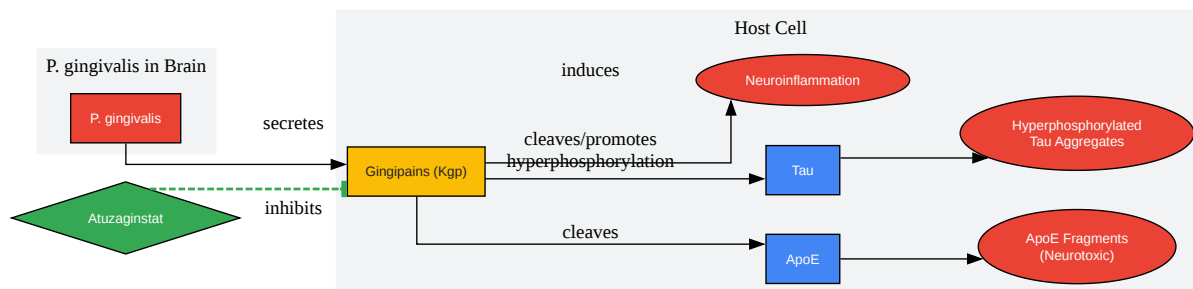 Host Cell
P. gingivalis in Brain
induces
Neuroinflammation
P. gingivalis
secretes
cleaves/promotes
hyperphosphorylation
Hyperphosphorylated
Tau Aggregates
Gingipains (Kgp)
Tau
Atuzaginstat
inhibits
cleaves
ApoE
ApoE Fragments
(Neurotoxic)